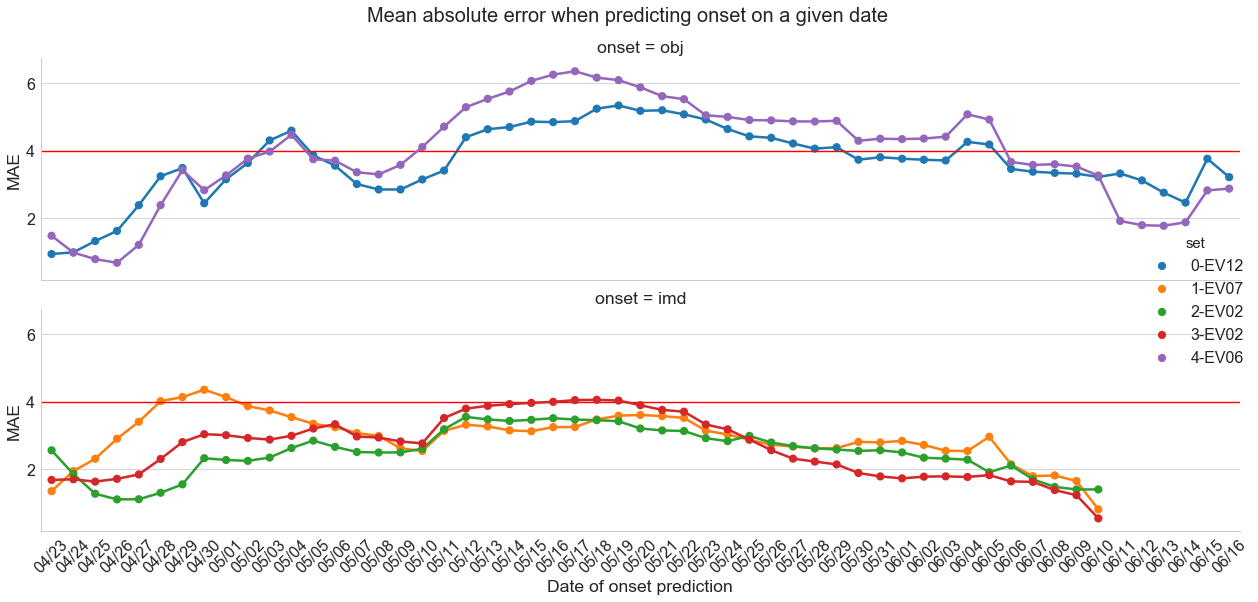 Mean absolute error when predicting onset on a given date
onset = obj
6
4
2
MAE
set
0-EV12
1-EV07
2-EV02
3-EV02
4-EV06
onset = imd
6
4
2
MAE
04/23 04/24 04/25 04/26 04/27 04/28 04/29 04/30 05/01 05/02 05/03 05/04 05/05 05/06 05/07 05/08 05/09 05/10 05/11 05/12 05/13 05/14 05/15 05/16 05/17 05/18 05/19 05/20 05/21 05/22 05/23 05/24 05/25 05/26 05/27 05/28 05/29 05/30 05/31 06/01 06/02 06/03 06/04 06/05 06/06 06/07 06/08 06/09 06/10 06/11 06/12 06/13 06/14 06/15 06/16
Date of onset prediction